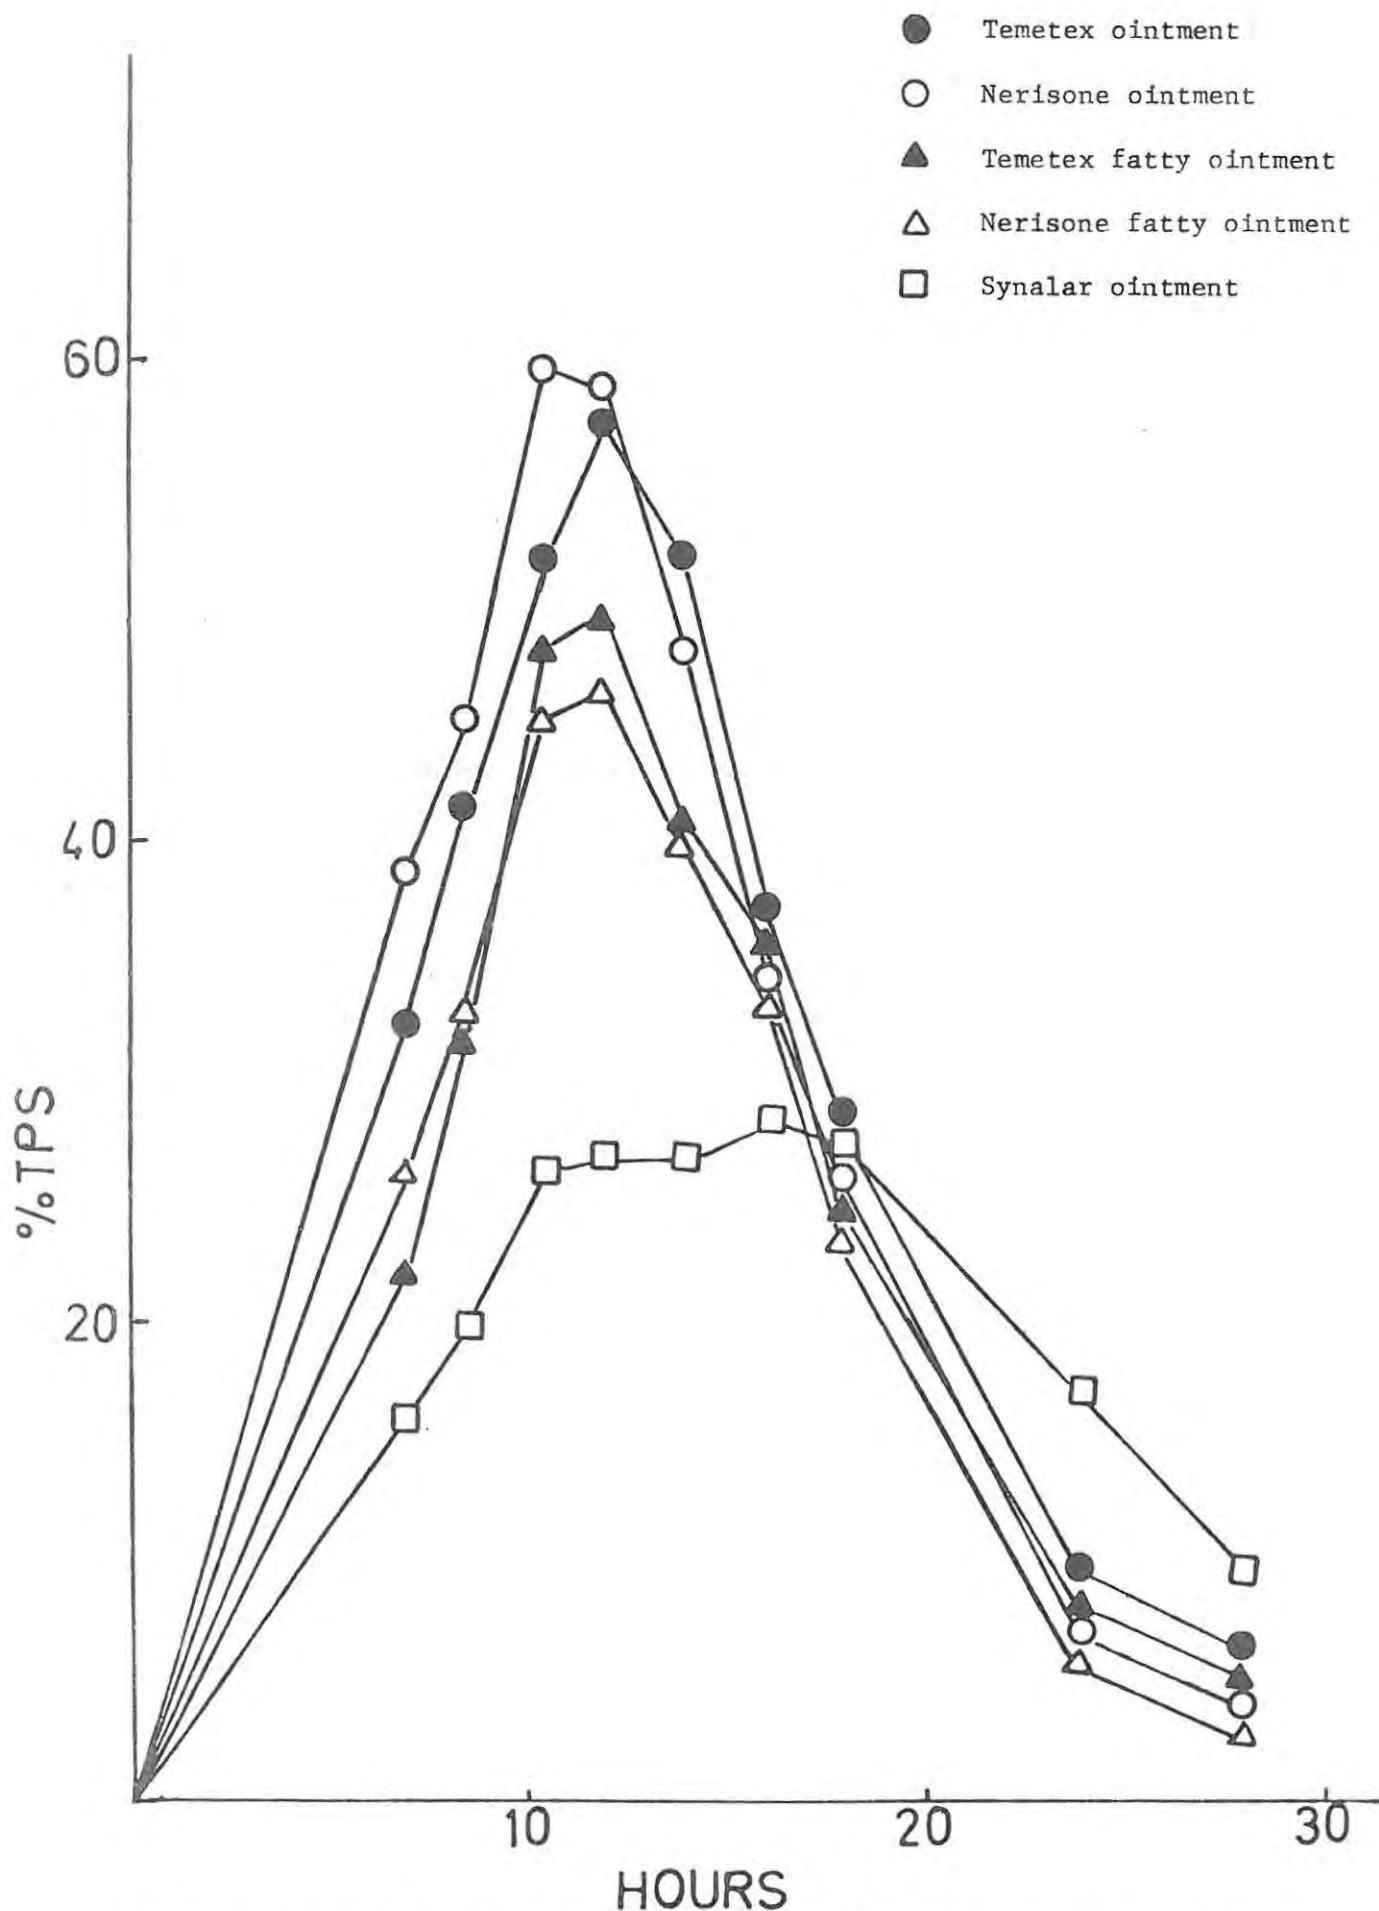 Temetex ointment
Nerisone ointment
Temetex fatty ointment
Nerisone fatty ointment
Synalar ointment
60
40
20
%TPS
10
20
30
HOURS